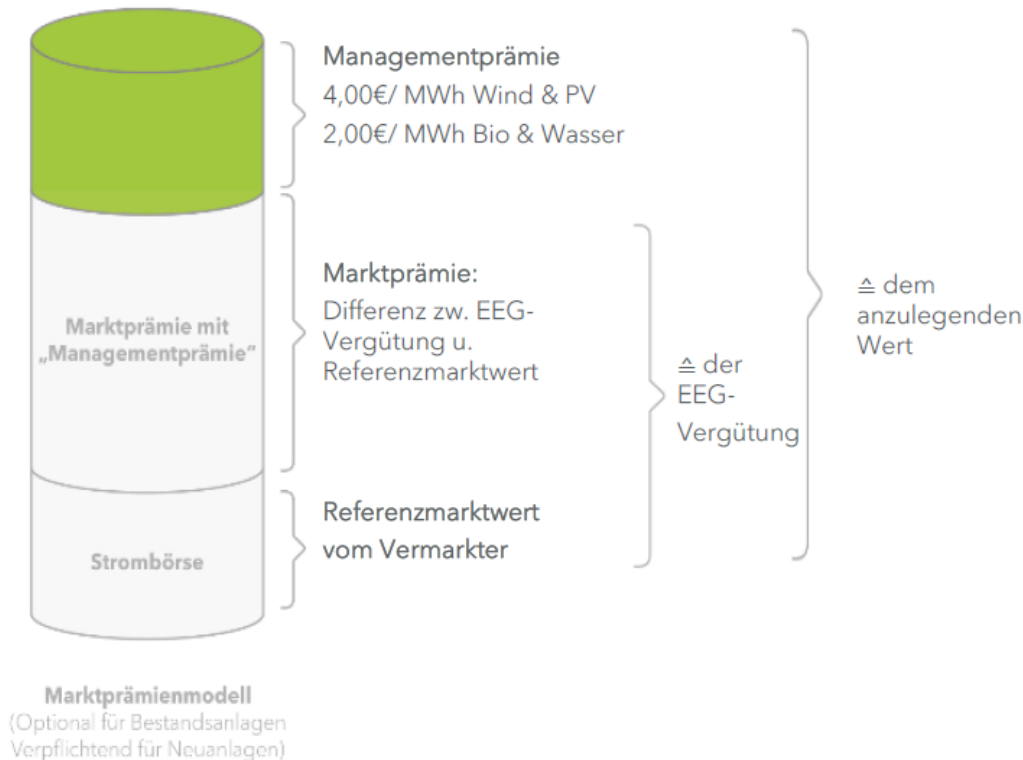 Managementprämie
4,00€/ MWh Wind & PV
2,00€/ MWh Bio & Wasser
Marktprämie mit
„Managementprämie“
Marktprämie:
Differenz zw. EEG-
Vergütung u.
Referenzmarktwert
≙ der
EEG-
Vergütung
≙ dem
anzulegenden
Wert
Strombörse
Referenzmarktwert
vom Vermarkter
Marktprämienmodell
(Optional für Bestandsanlagen
Verpflichtend für Neuanlagen)